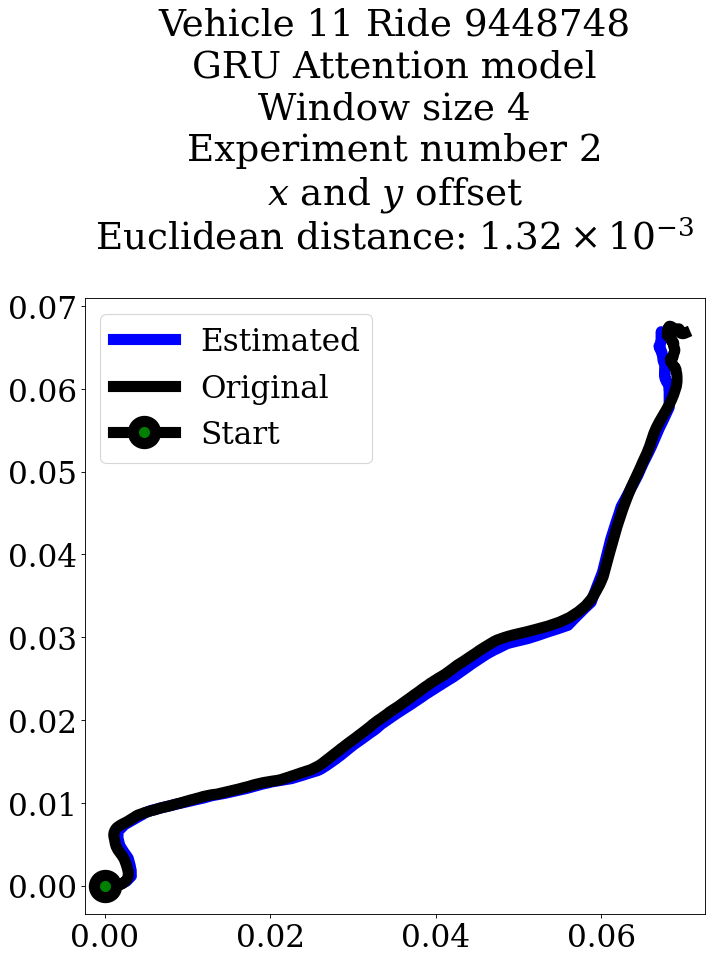 Vehicle 11 Ride 9448748
GRU Attention model
Window size 4
Experiment number 2
x and y offset
Euclidean distance: 1.32 × 10⁻³
0.07
0.06
0.05
0.04
0.03
0.02
0.01
0.00
Estimated
Original
Start
0.00 0.02 0.04 0.06